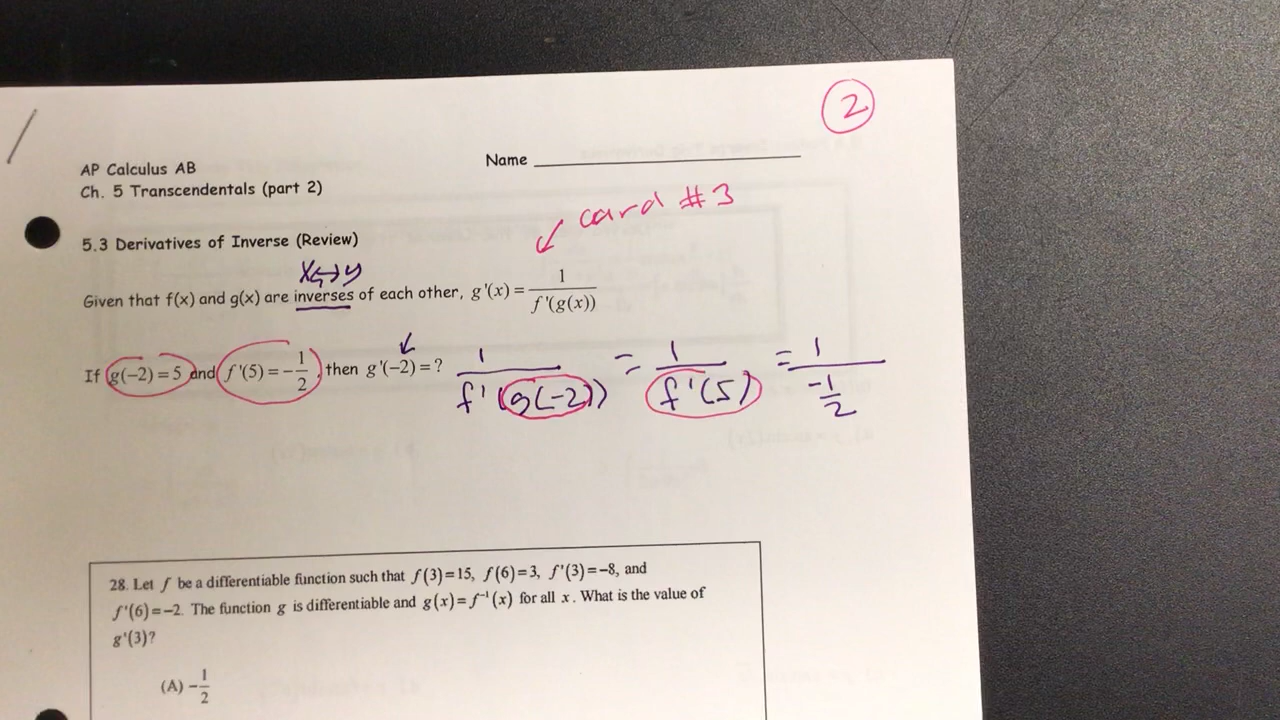 2
AP Calculus AB
Name
Ch. 5 Transcendentals (part 2)
card #3
5.3 Derivatives of Inverse (Review)
x↔y
Given that f(x) and g(x) are inverses of each other, g'(x) = 1 / f'(g(x))
If g(-2) = 5 and f'(5) = -1/2, then g'(-2) = ? 1 / f'(g(-2)) = 1 / f'(5) = 1 / -1/2
28. Let f be a differentiable function such that f(3)=15, f(6)=3, f'(3)=-8, and
f'(6)=-2. The function g is differentiable and g(x)=f⁻¹(x) for all x. What is the value of
g'(3)?
(A) -1/2